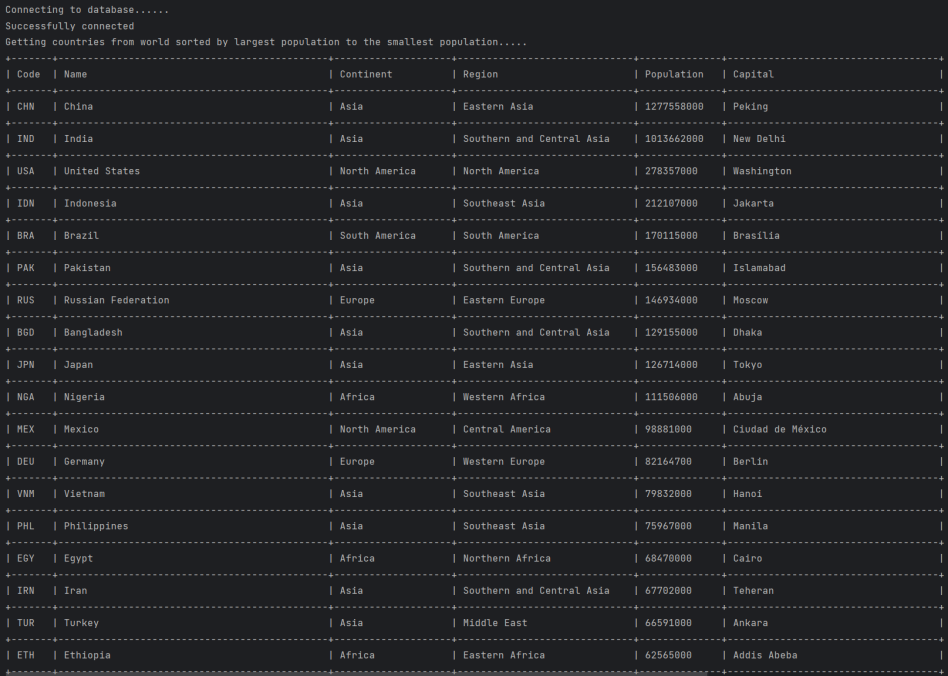 Connecting to database......
Successfully connected
Getting countries from world sorted by largest population to the smallest population.....
| Code | Name | Continent | Region | Population | Capital |
| CHN | China | Asia | Eastern Asia | 1277558000 | Peking |
| IND | India | Asia | Southern and Central Asia | 1013662000 | New Delhi |
| USA | United States | North America | North America | 278357000 | Washington |
| IDN | Indonesia | Asia | Southeast Asia | 212107000 | Jakarta |
| BRA | Brazil | South America | South America | 170115000 | Brasília |
| PAK | Pakistan | Asia | Southern and Central Asia | 156483000 | Islamabad |
| RUS | Russian Federation | Europe | Eastern Europe | 146934000 | Moscow |
| BGD | Bangladesh | Asia | Southern and Central Asia | 129155000 | Dhaka |
| JPN | Japan | Asia | Eastern Asia | 126714000 | Tokyo |
| NGA | Nigeria | Africa | Western Africa | 111506000 | Abuja |
| MEX | Mexico | North America | Central America | 98881000 | Ciudad de México |
| DEU | Germany | Europe | Western Europe | 82164700 | Berlin |
| VNM | Vietnam | Asia | Southeast Asia | 79832000 | Hanoi |
| PHL | Philippines | Asia | Southeast Asia | 75967000 | Manila |
| EGY | Egypt | Africa | Northern Africa | 68470000 | Cairo |
| IRN | Iran | Asia | Southern and Central Asia | 67702000 | Teheran |
| TUR | Turkey | Asia | Middle East | 66591000 | Ankara |
| ETH | Ethiopia | Africa | Eastern Africa | 62565000 | Addis Abeba |